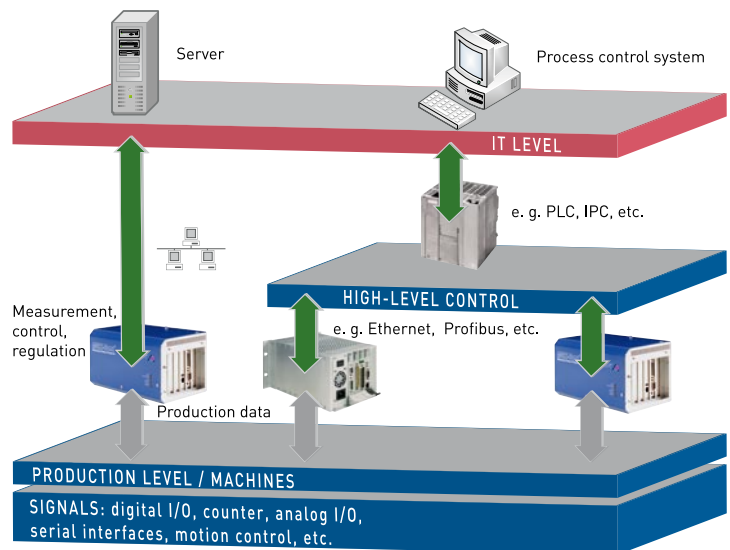 Server
Process control system
IT LEVEL
e. g. PLC, IPC, etc.
HIGH-LEVEL CONTROL
Measurement,
control,
regulation
e. g. Ethernet, Profibus, etc.
Production data
PRODUCTION LEVEL / MACHINES
SIGNALS: digital I/O, counter, analog I/O,
serial interfaces, motion control, etc.